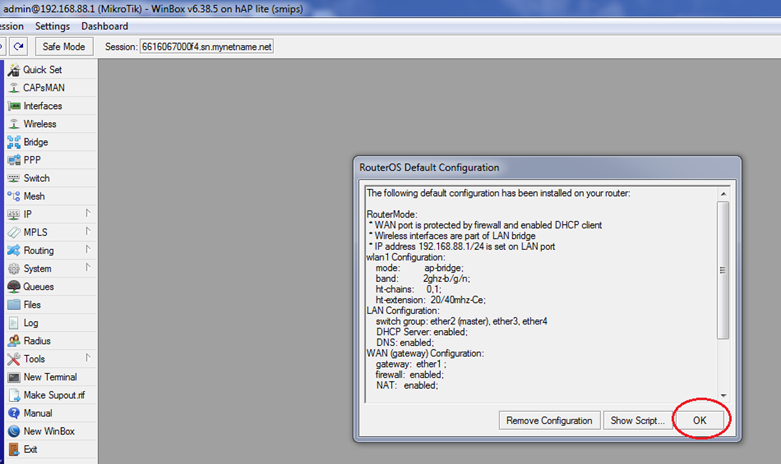 admin@192.168.88.1 (MikroTik) - WinBox v6.38.5 on hAP lite (smips)
ession Settings Dashboard
Safe Mode Session: 6616067000f4.sn.mynetname.net
Quick Set
CAPsMAN
Interfaces
Wireless
Bridge
PPP
Switch
Mesh
IP
MPLS
Routing
System
Queues
Files
Log
Radius
Tools
New Terminal
Make Supout.rif
Manual
New WinBox
Exit
RouterOS Default Configuration
The following default configuration has been installed on your router:
RouterMode:
* WAN port is protected by firewall and enabled DHCP client
* Wireless interfaces are part of LAN bridge
* IP address 192.168.88.1/24 is set on LAN port
wlan1 Configuration:
mode: ap-bridge;
band: 2ghz-b/g/n;
ht-chains: 0,1;
ht-extension: 20/40mhz-Ce;
LAN Configuration:
switch group: ether2 (master), ether3, ether4
DHCP Server: enabled;
DNS: enabled;
WAN (gateway) Configuration:
gateway: ether1 ;
firewall: enabled;
NAT: enabled;
Remove Configuration Show Script... OK